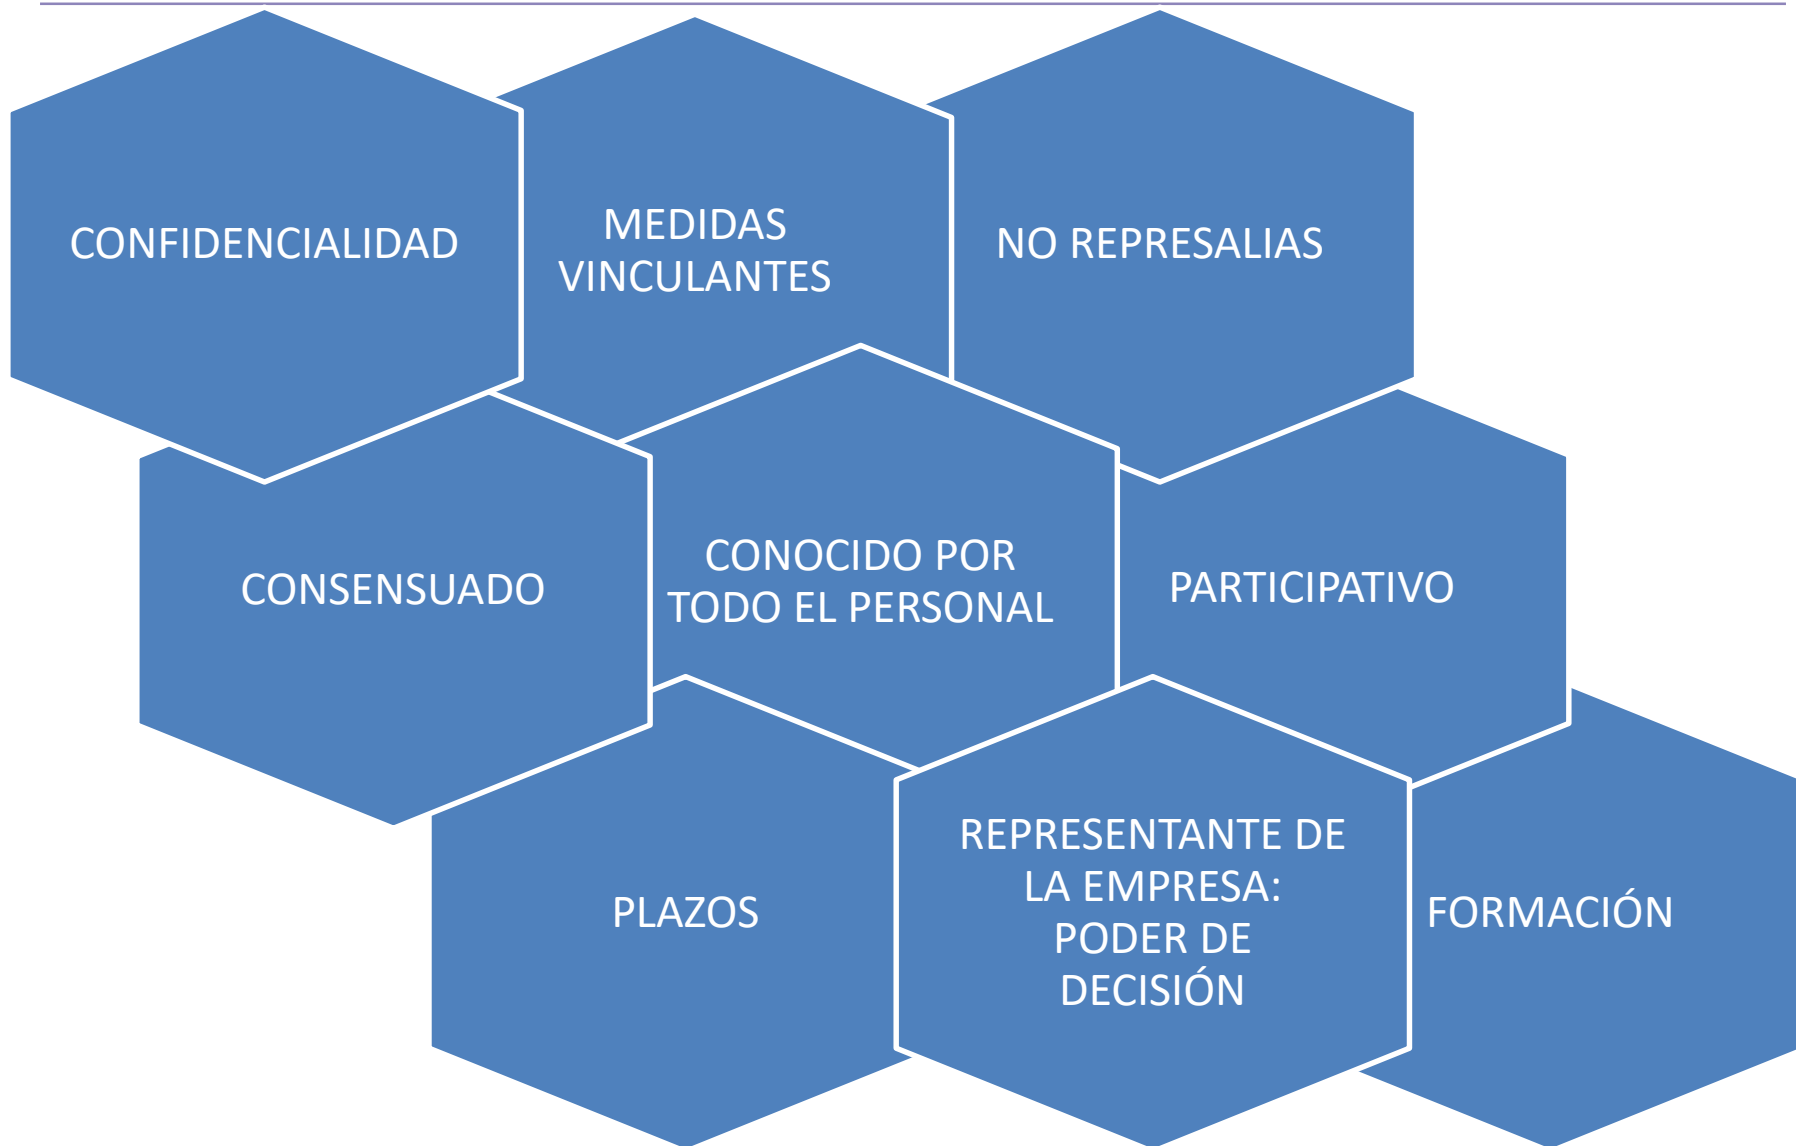 CONFIDENCIALIDAD
MEDIDAS
VINCULANTES
NO REPRESALIAS
CONSENSUADO
CONOCIDO POR
TODO EL PERSONAL
PARTICIPATIVO
PLAZOS
REPRESENTANTE DE
LA EMPRESA:
PODER DE
DECISIÓN
FORMACIÓN